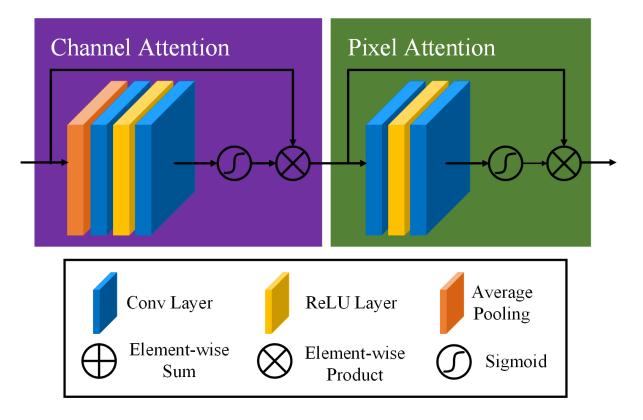 Channel Attention
Pixel Attention
Conv Layer
ReLU Layer
Average
Pooling
Element-wise
Sum
Element-wise
Product
Sigmoid